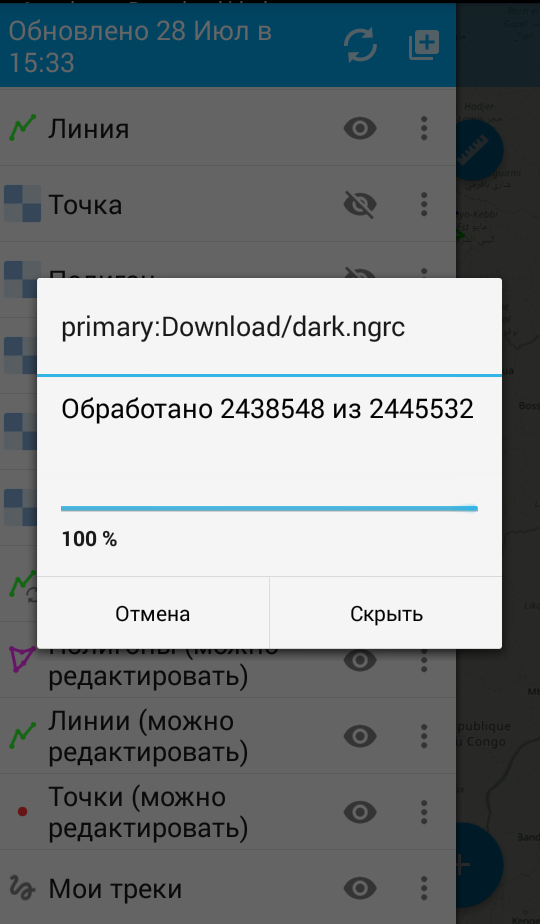 Обновлено 28 Июл в
15:33
Линия
Точка
Полигон
primary:Download/dark.ngrc
Обработано 2438548 из 2445532
100 %
Отмена
Скрыть
Полигоны (можно
редактировать)
Линии (можно
редактировать)
Точки (можно
редактировать)
Мои треки
Hadjer-
publique
u Congo